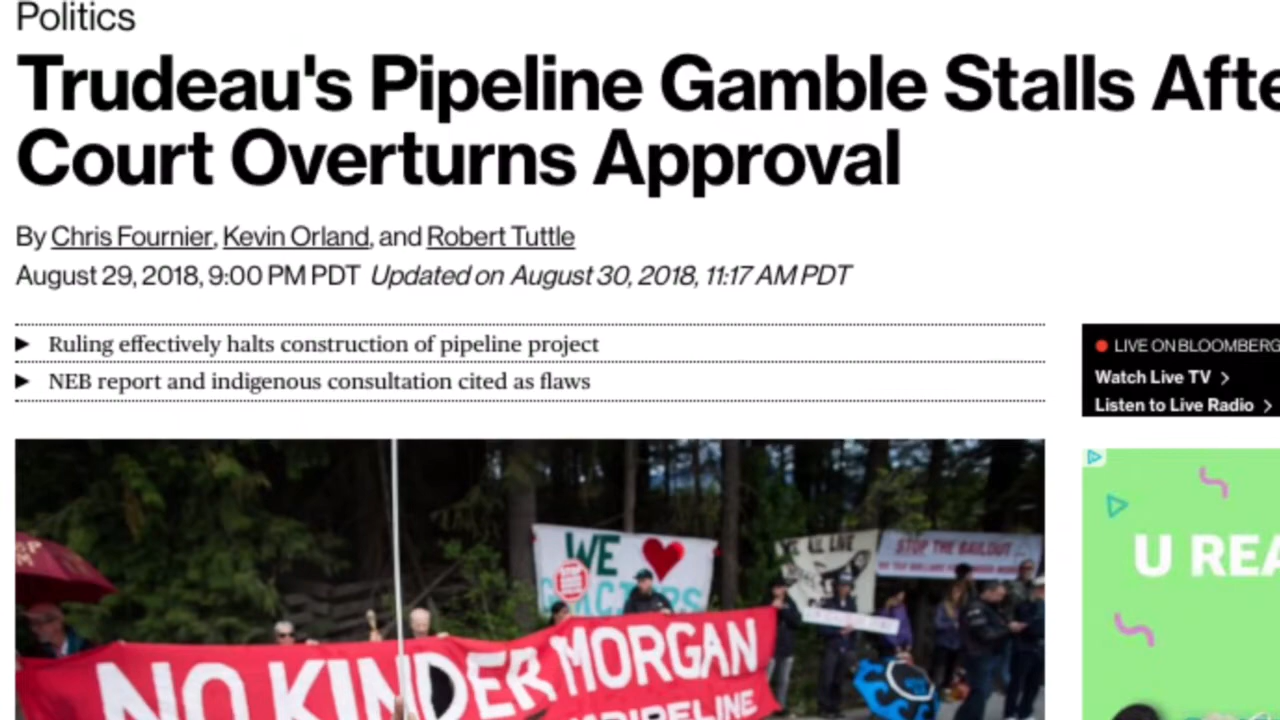 Politics
Trudeau's Pipeline Gamble Stalls Afte
Court Overturns Approval
By Chris Fournier, Kevin Orland, and Robert Tuttle
August 29, 2018, 9:00 PM PDT Updated on August 30, 2018, 11:17 AM PDT
Ruling effectively halts construction of pipeline project
NEB report and indigenous consultation cited as flaws
LIVE ON BLOOMBERG
Watch Live TV
Listen to Live Radio
U REA
WE
STOP THE BAILOUT
NO KINDER MORGAN
PIPELINE